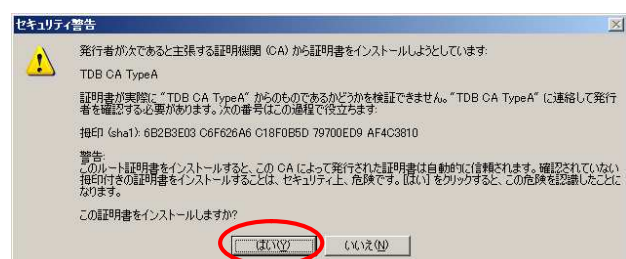 セキュリティ警告
発行者が次であると主張する証明機関 (CA) から証明書をインストールしようとしています:
TDB CA TypeA
証明書が実際に "TDB CA TypeA" からのものであるかどうかを検証できません。"TDB CA TypeA" に連絡して発行
者を確認する必要があります。次の番号はこの過程で役立ちます:
拇印 (sha1): 6B2B3E03 C6F626A6 C18F0B5D 79700ED9 AF4C3810
警告:
このルート証明書をインストールすると、この CA によって発行された証明書は自動的に信頼されます。確認されていない
拇印付きの証明書をインストールすることは、セキュリティ上、危険です。[はい] をクリックすると、この危険を認識したことに
なります。
この証明書をインストールしますか?
はい(Y) いいえ(N)